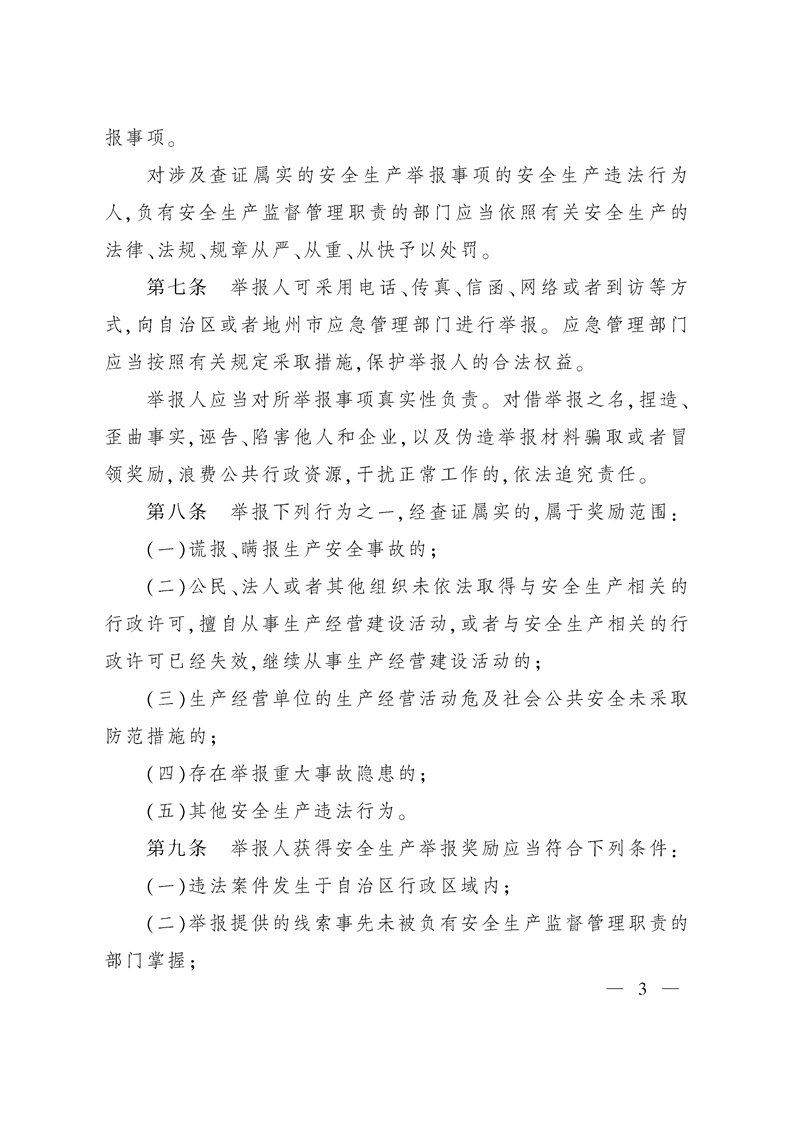 报事项。
对涉及查证属实的安全生产举报事项的安全生产违法行为
人,负有安全生产监督管理职责的部门应当依照有关安全生产的
法律、法规、规章从严、从重、从快予以处罚。
第七条 举报人可采用电话、传真、信函、网络或者到访等方
式,向自治区或者地州市应急管理部门进行举报。应急管理部门
应当按照有关规定采取措施,保护举报人的合法权益。
举报人应当对所举报事项真实性负责。对借举报之名,捏造、
歪曲事实,诬告、陷害他人和企业,以及伪造举报材料骗取或者冒
领奖励,浪费公共行政资源,干扰正常工作的,依法追究责任。
第八条 举报下列行为之一,经查证属实的,属于奖励范围:
(一)谎报、瞒报生产安全事故的;
(二)公民、法人或者其他组织未依法取得与安全生产相关的
行政许可,擅自从事生产经营建设活动,或者与安全生产相关的行
政许可已经失效,继续从事生产经营建设活动的;
(三)生产经营单位的生产经营活动危及社会公共安全未采取
防范措施的;
(四)存在举报重大事故隐患的;
(五)其他安全生产违法行为。
第九条 举报人获得安全生产举报奖励应当符合下列条件:
(一)违法案件发生于自治区行政区域内;
(二)举报提供的线索事先未被负有安全生产监督管理职责的
部门掌握;
— 3 —